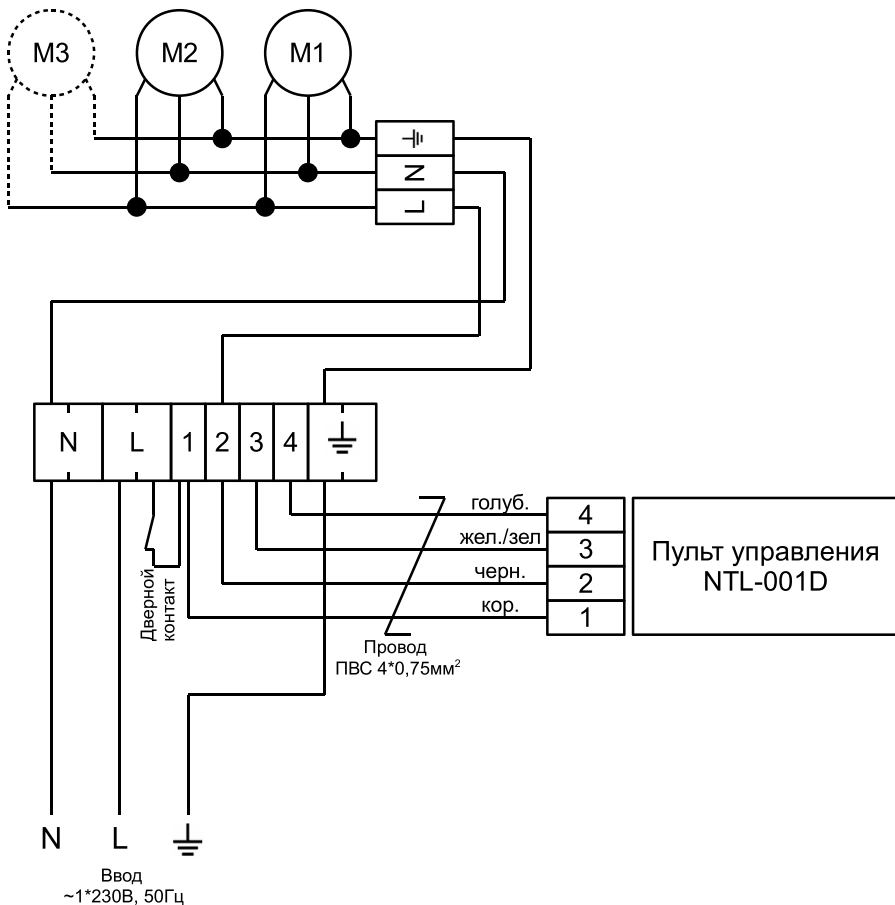 M3
M2
M1
N
L
N
L
1
2
3
4
голуб.
жел./зел
черн.
кор.
4
3
2
1
Пульт управления
NTL-001D
Дверной
контакт
Провод
ПВС 4*0,75мм²
N
L
Ввод
~1*230В, 50Гц